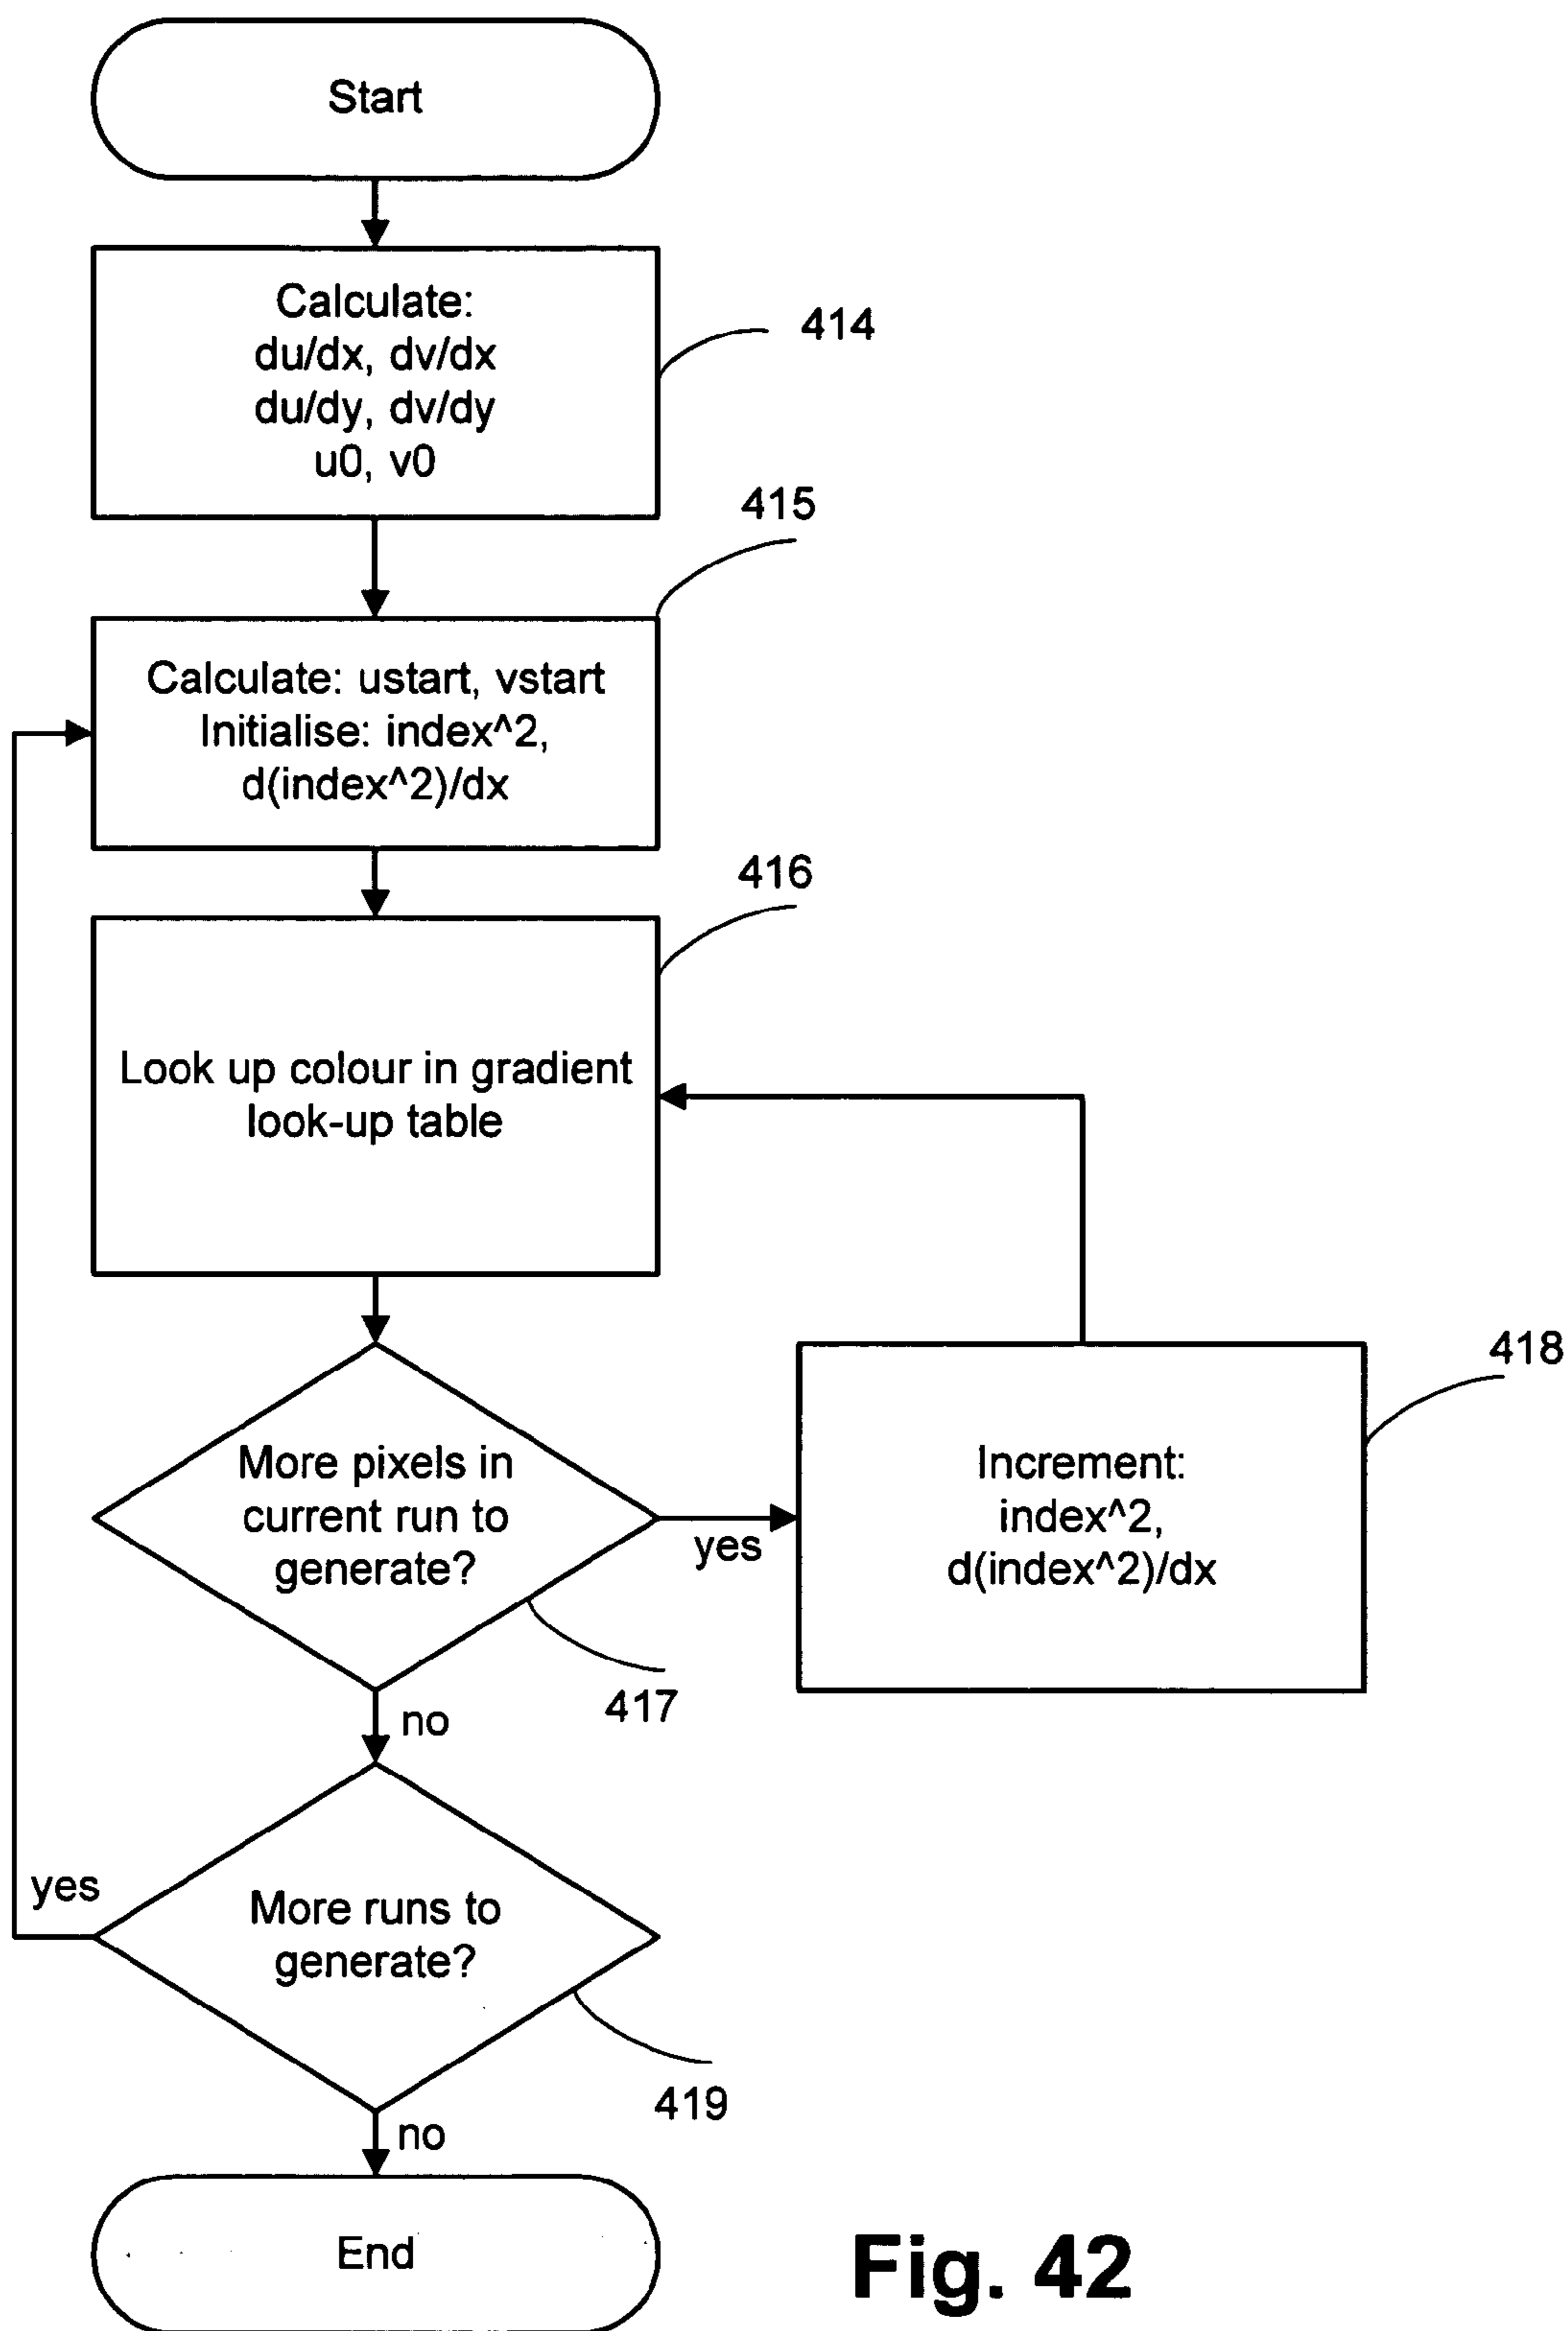 Start
Calculate:
du/dx, dv/dx
du/dy, dv/dy
u0, v0
414
415
Calculate: ustart, vstart
Initialise: index^2,
d(index^2)/dx
416
Look up colour in gradient
look-up table
More pixels in
current run to
generate?
yes
417
no
Increment:
index^2,
d(index^2)/dx
418
More runs to
generate?
yes
419
no
End
Fig. 42